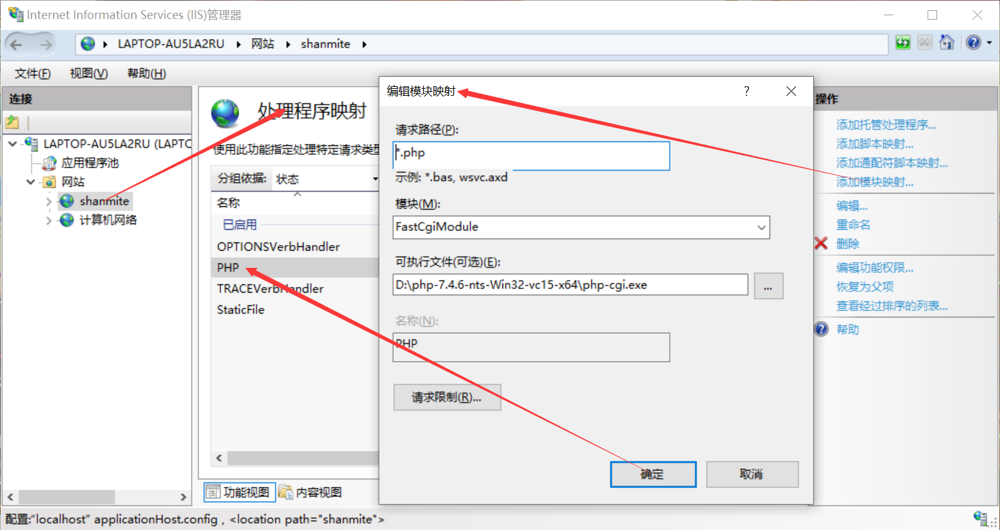 Internet Information Services (IIS)管理器
LAPTOP-AU5LA2RU 网站 shanmite
文件(F) 视图(V) 帮助(H)
连接
LAPTOP-AU5LA2RU (LAPTC
应用程序池
网站
shanmite
计算机网络
处理程序映射
使用此功能指定处理特定请求类型
分组依据: 状态
名称
已启用
OPTIONSVerbHandler
PHP
TRACEVerbHandler
StaticFile
功能视图 内容视图
编辑模块映射
?
请求路径(P):
*.php
示例: *.bas, wsvc.axd
模块(M):
FastCgiModule
可执行文件(可选)(E):
D:\php-7.4.6-nts-Win32-vc15-x64\php-cgi.exe
...
名称(N):
PHP
请求限制(R)...
确定 取消
操作
添加托管处理程序...
添加脚本映射...
添加通配符脚本映射...
添加模块映射...
编辑...
重命名
删除
编辑功能权限...
恢复为父项
查看经过排序的列表...
帮助
配置:“localhost” applicationHost.config , <location path="shanmite">